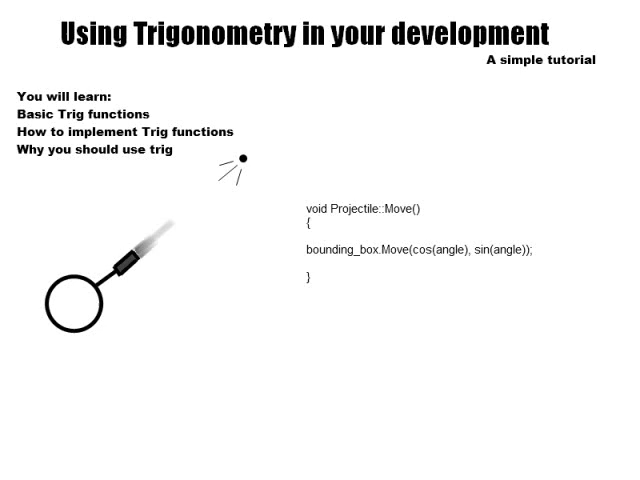 Using Trigonometry in your development
A simple tutorial
You will learn:
Basic Trig functions
How to implement Trig functions
Why you should use trig
void Projectile::Move()
{
bounding_box.Move(cos(angle), sin(angle));
}